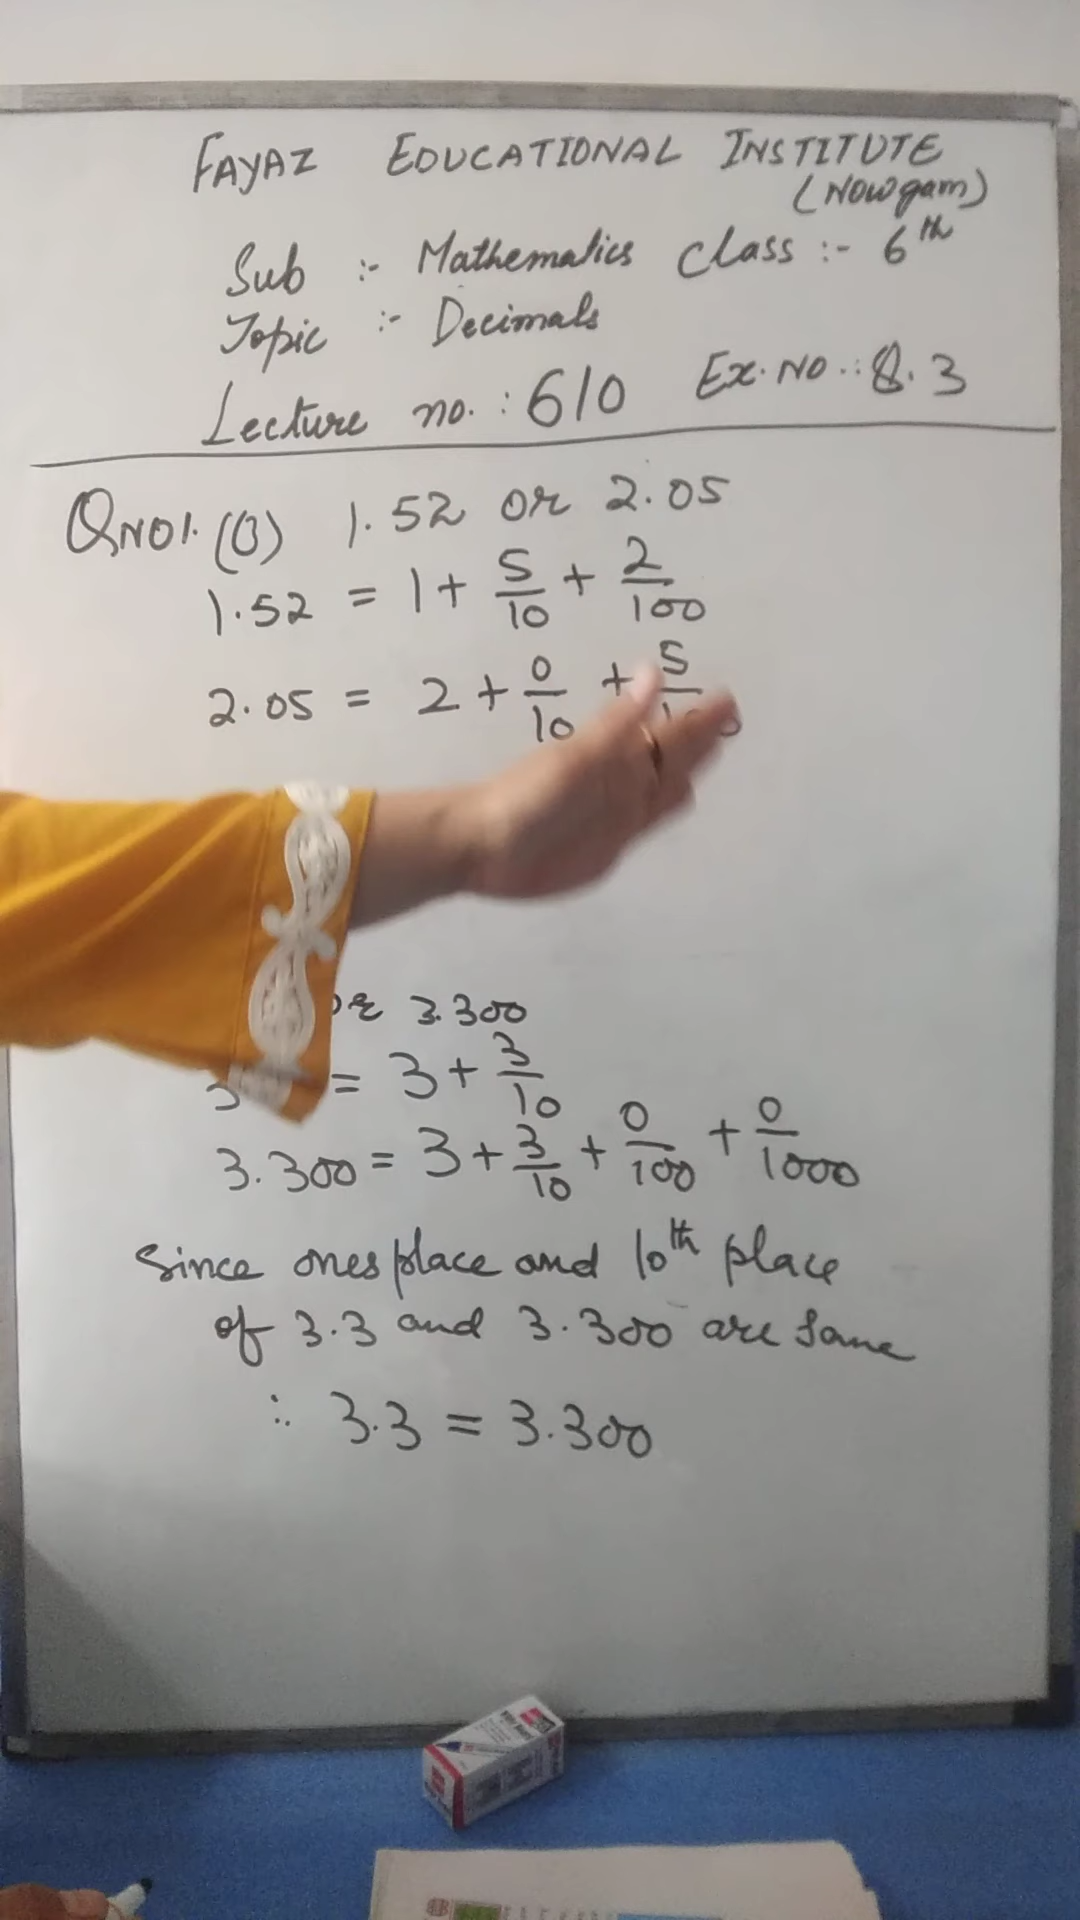 FAYAZ EDUCATIONAL INSTITUTE
(Nowgam)
Sub :- Mathematics Class :- 6th
Topic :- Decimals
Lecture no. : 610 Ex. NO .: 8.3
QNO1. (J) 1.52 or 2.05
1.52 = 1 + 5/10 + 2/100
2.05 = 2 + 0/10 + 5/
3.300
= 3 + 3/10
3.300 = 3 + 3/10 + 0/100 + 0/1000
Since ones place and 10th place
of 3.3 and 3.300 are Same
∴ 3.3 = 3.300